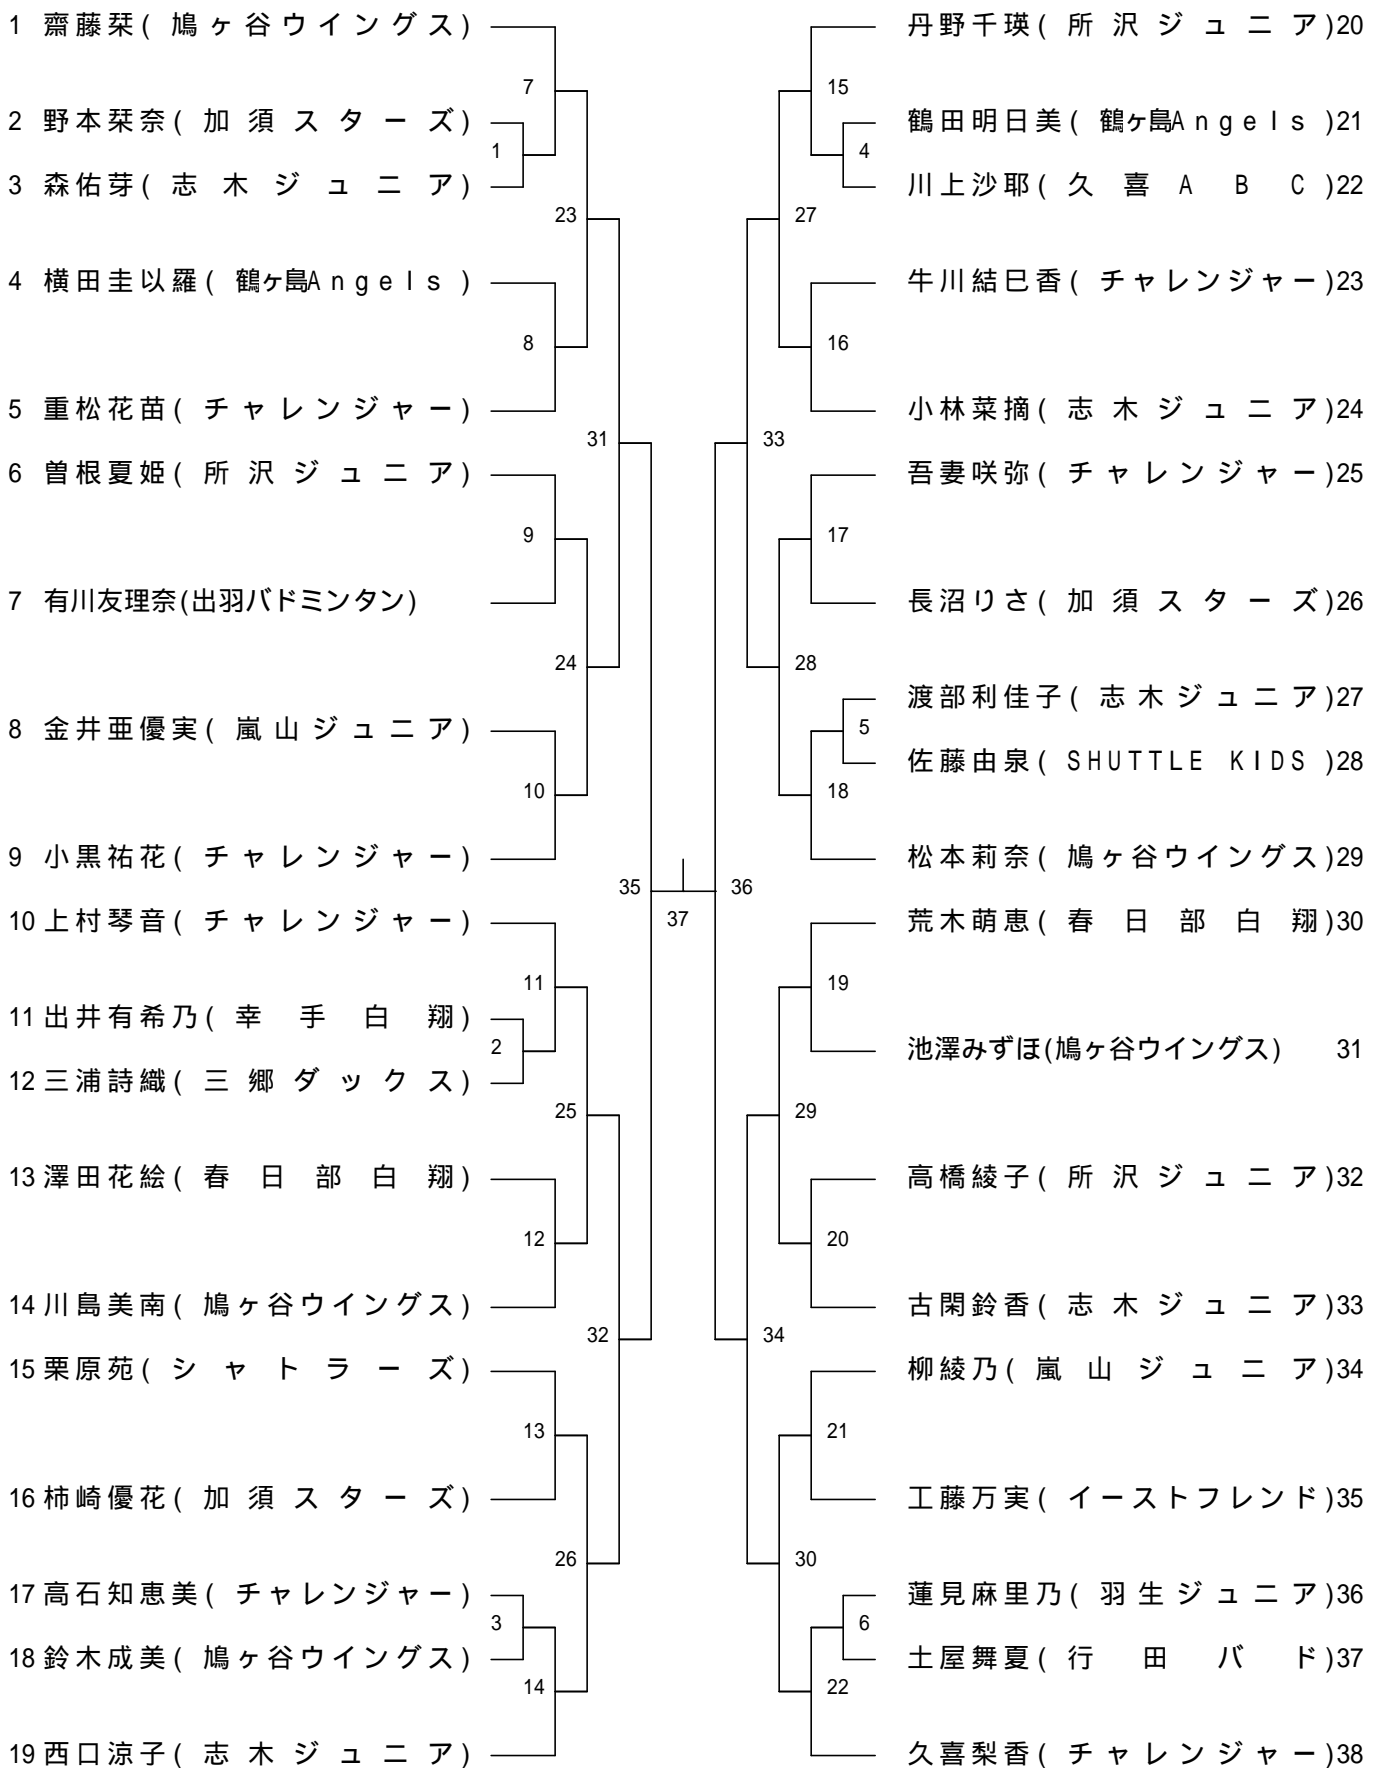 1 齋藤栞( 鳩ヶ谷ウイングス )
7
2 野本栞奈( 加須スターズ )
1
3 森佑芽( 志木ジュニア )
23
4 横田圭以羅( 鶴ヶ島Angels )
8
5 重松花苗( チャレンジャー )
31
6 曽根夏姫( 所沢ジュニア )
9
7 有川友理奈(出羽バドミンタン)
24
8 金井亜優実( 嵐山ジュニア )
10
9 小黒祐花( チャレンジャー )
35
10 上村琴音( チャレンジャー )
11
11 出井有希乃( 幸手白翔 )
2
12 三浦詩織( 三郷ダックス )
25
13 澤田花絵( 春日部白翔 )
12
14 川島美南( 鳩ヶ谷ウイングス )
32
15 栗原苑( シャトラーズ )
13
16 柿崎優花( 加須スターズ )
26
17 高石知恵美( チャレンジャー )
3
18 鈴木成美( 鳩ヶ谷ウイングス )
14
19 西口涼子( 志木ジュニア )
37
丹野千瑛( 所沢ジュニア )20
15
鶴田明日美( 鶴ヶ島Angels )21
4
川上沙耶( 久喜ABC )22
27
牛川結巳香( チャレンジャー )23
16
小林菜摘( 志木ジュニア )24
33
吾妻咲弥( チャレンジャー )25
17
長沼りさ( 加須スターズ )26
28
渡部利佳子( 志木ジュニア )27
5
佐藤由泉( SHUTTLE KIDS )28
18
松本莉奈( 鳩ヶ谷ウイングス )29
36
荒木萌恵( 春日部白翔 )30
19
池澤みずほ(鳩ヶ谷ウイングス) 31
29
高橋綾子( 所沢ジュニア )32
20
古閑鈴香( 志木ジュニア )33
34
柳綾乃( 嵐山ジュニア )34
21
工藤万実( イーストフレンド )35
30
蓮見麻里乃( 羽生ジュニア )36
6
土屋舞夏( 行田バド )37
22
久喜梨香( チャレンジャー )38